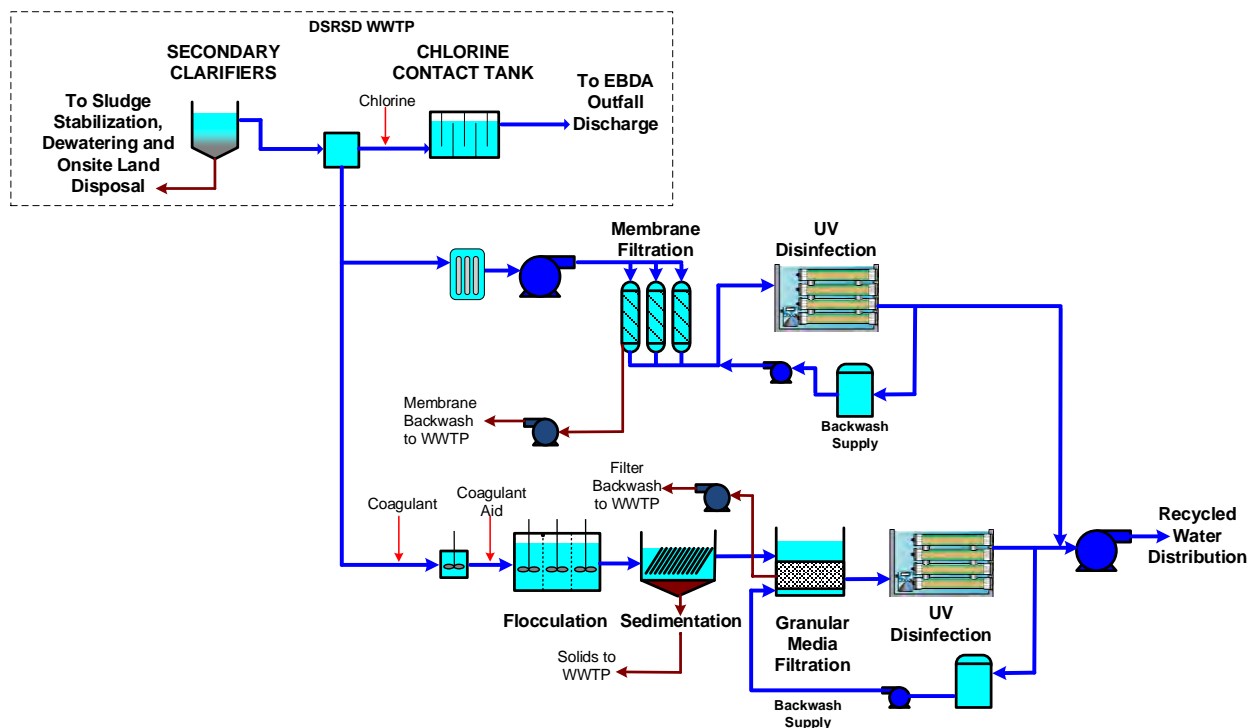 DSRSD WWTP
SECONDARY
CLARIFIERS
CHLORINE
CONTACT TANK
To EBDA
Outfall
Discharge
To Sludge
Stabilization,
Dewatering and
Onsite Land
Disposal
Chlorine
Membrane
Filtration
UV
Disinfection
Membrane
Backwash
to WWTP
Backwash
Supply
Filter
Backwash
to WWTP
Coagulant
Coagulant
Aid
Recycled
Water
Distribution
Flocculation
Sedimentation
Granular
Media
Filtration
UV
Disinfection
Solids to
WWTP
Backwash
Supply